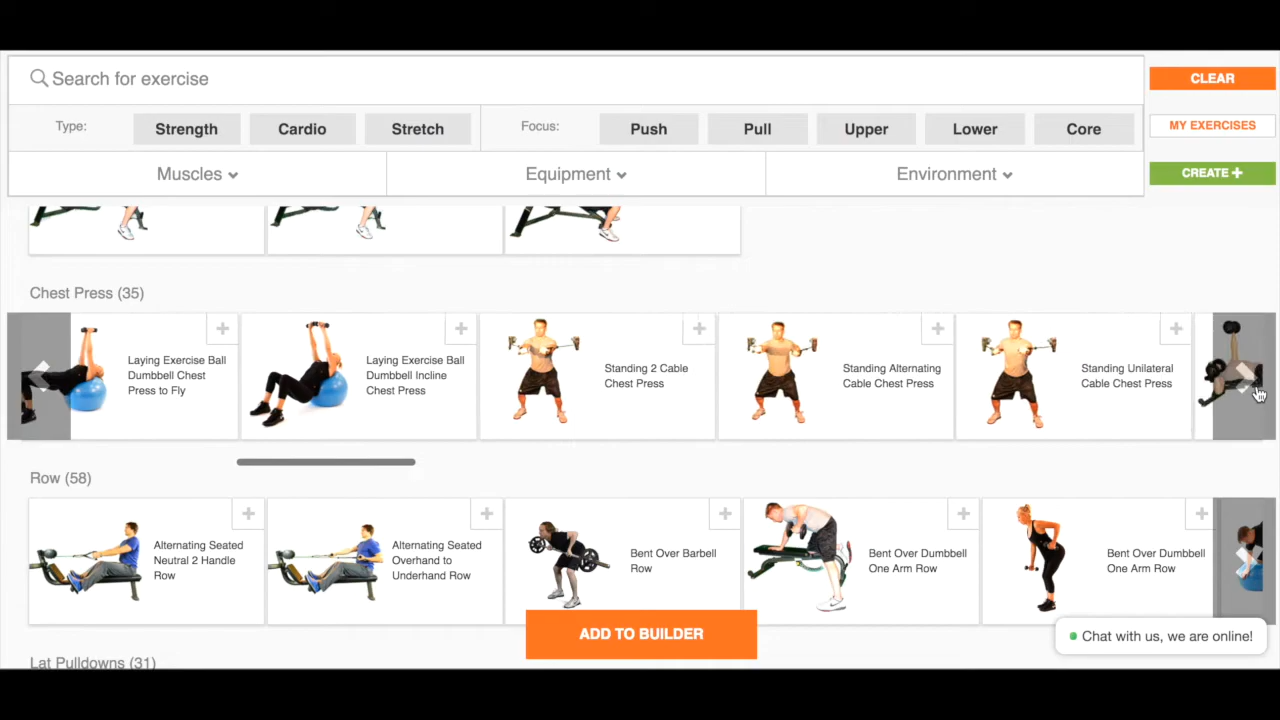 Search for exercise
CLEAR
Type: Strength Cardio Stretch Focus: Push Pull Upper Lower Core
MY EXERCISES
Muscles Equipment Environment
CREATE +
Chest Press (35)
Laying Exercise Ball
Dumbbell Chest
Press to Fly
Laying Exercise Ball
Dumbbell Incline
Chest Press
Standing 2 Cable
Chest Press
Standing Alternating
Cable Chest Press
Standing Unilateral
Cable Chest Press
Row (58)
Alternating Seated
Neutral 2 Handle
Row
Alternating Seated
Overhand to
Underhand Row
Bent Over Barbell
Row
Bent Over Dumbbell
One Arm Row
Bent Over Dumbbell
One Arm Row
ADD TO BUILDER
Chat with us, we are online!
Lat Pulldowns (31)